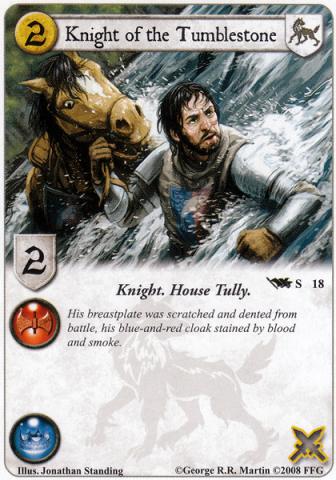 2 Knight of the Tumblestone
2
S 18
Knight. House Tully.
His breastplate was scratched and dented from
battle, his blue-and-red cloak stained by blood
and smoke.
Illus. Jonathan Standing
©George R.R. Martin ©2008 FFG